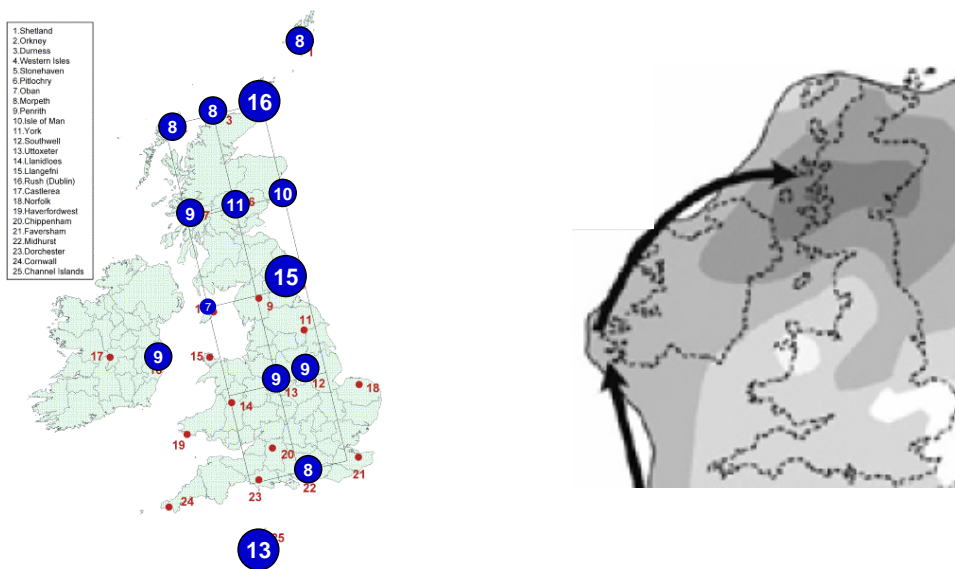 1.Shetland
2.Orkney
3.Durness
4.Western Isles
5.Stonehaven
6.Pitlochry
7.Oban
8.Morpeth
9.Penrith
10.Isle of Man
11.York
12.Southwell
13.Uttoxeter
14.Llanidloes
15.Llangefni
16.Rush (Dublin)
17.Castlerea
18.Norfolk
19.Haverfordwest
20.Chippenham
21.Faversham
22.Midhurst
23.Dorchester
24.Cornwall
25.Channel Islands
8
1
16
8
3
8
10
11
6
9
7
15
7
1
9
11
9
17
15
9
12
9
13
18
14
19
20
8
21
22
23
24
25
13